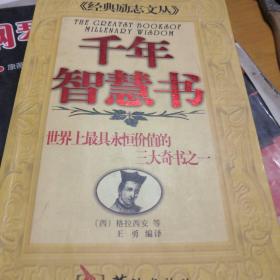 《经典励志文丛》
THE GREATEST BOOKS OF
MILLENARY WISDOM
千年
智慧书
世界上最具永恒价值的
三大奇书之一
(西) 格拉西安 等
王 勇 编译